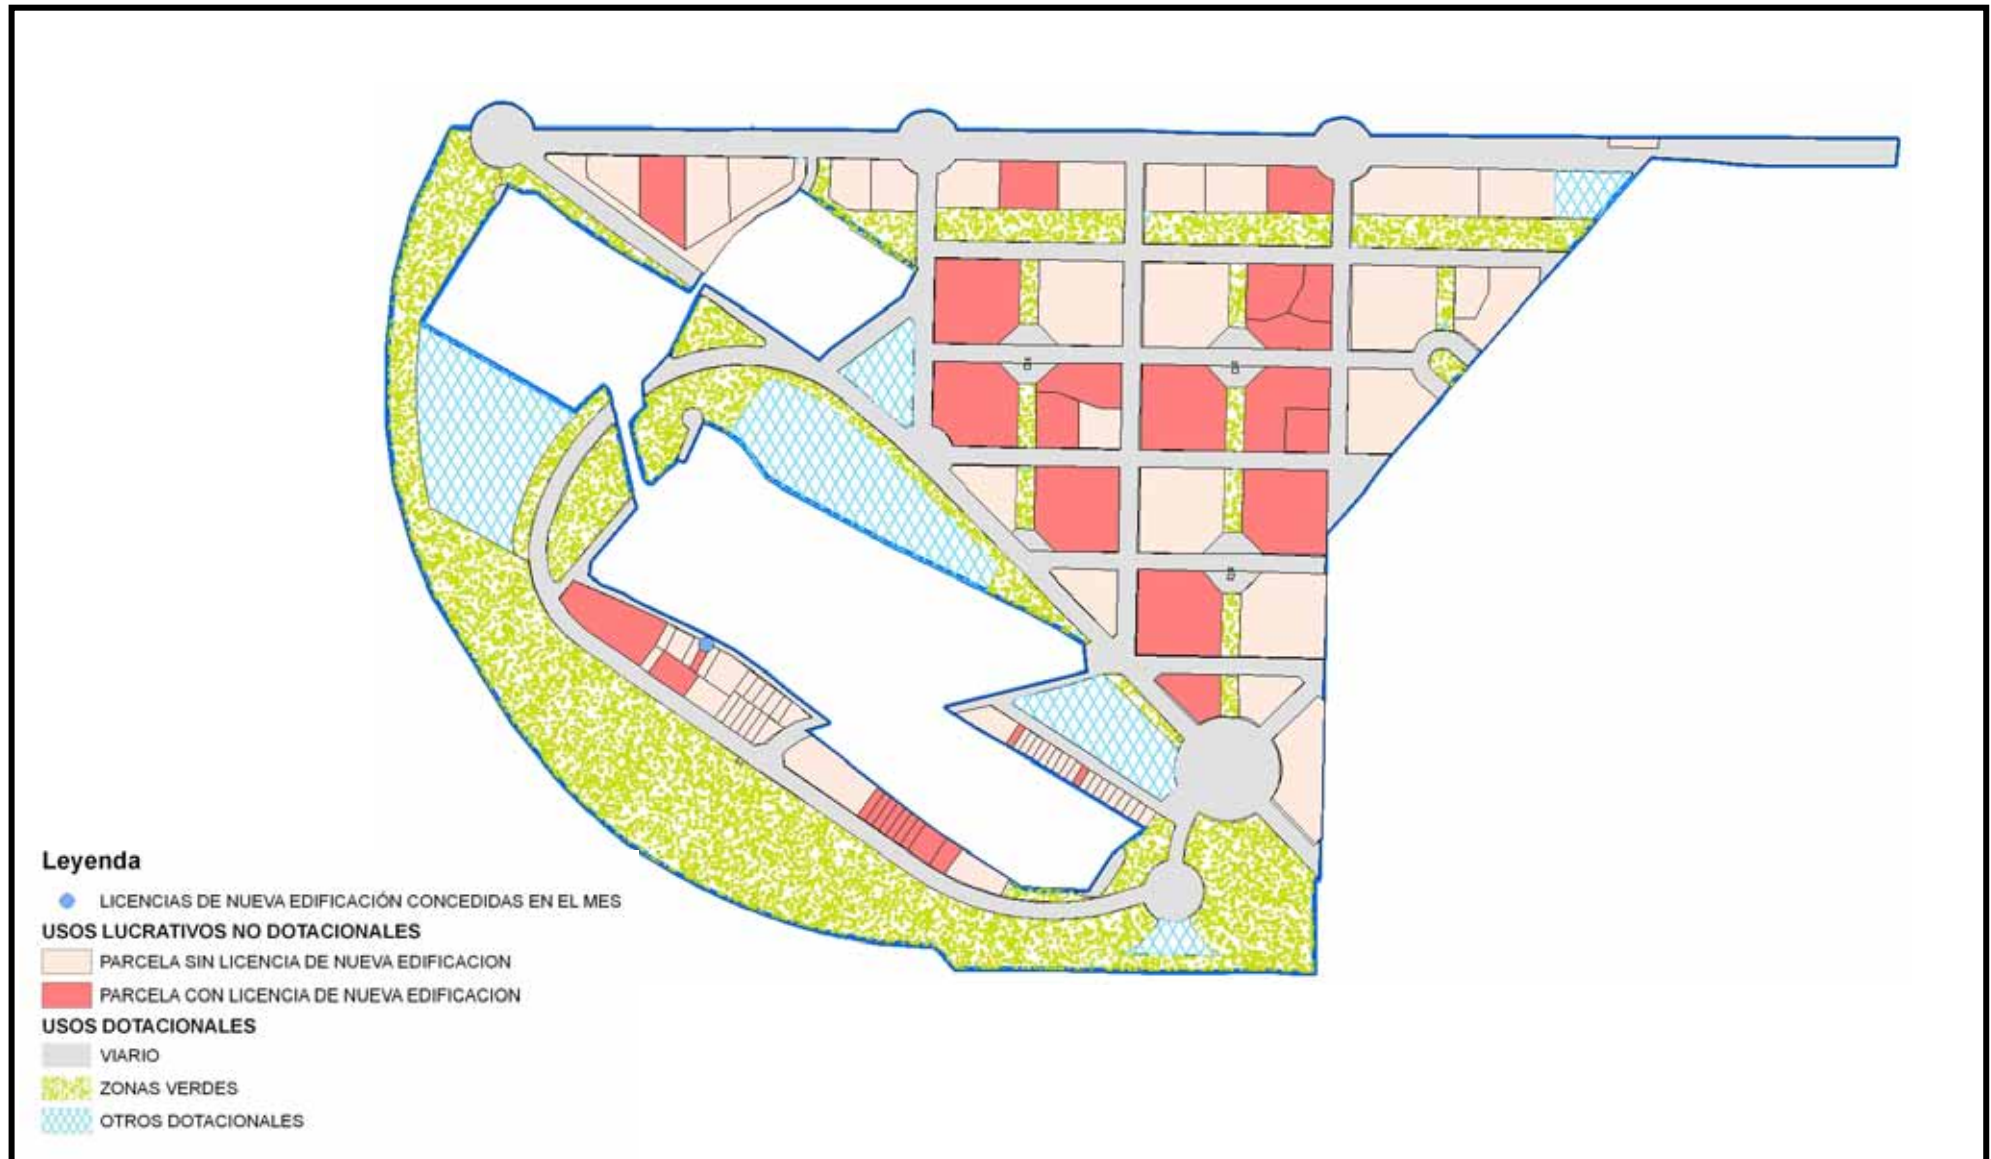 Leyenda
LICENCIAS DE NUEVA EDIFICACIÓN CONCEDIDAS EN EL MES
USOS LUCRATIVOS NO DOTACIONALES
PARCELA SIN LICENCIA DE NUEVA EDIFICACION
PARCELA CON LICENCIA DE NUEVA EDIFICACION
USOS DOTACIONALES
VIARIO
ZONAS VERDES
OTROS DOTACIONALES